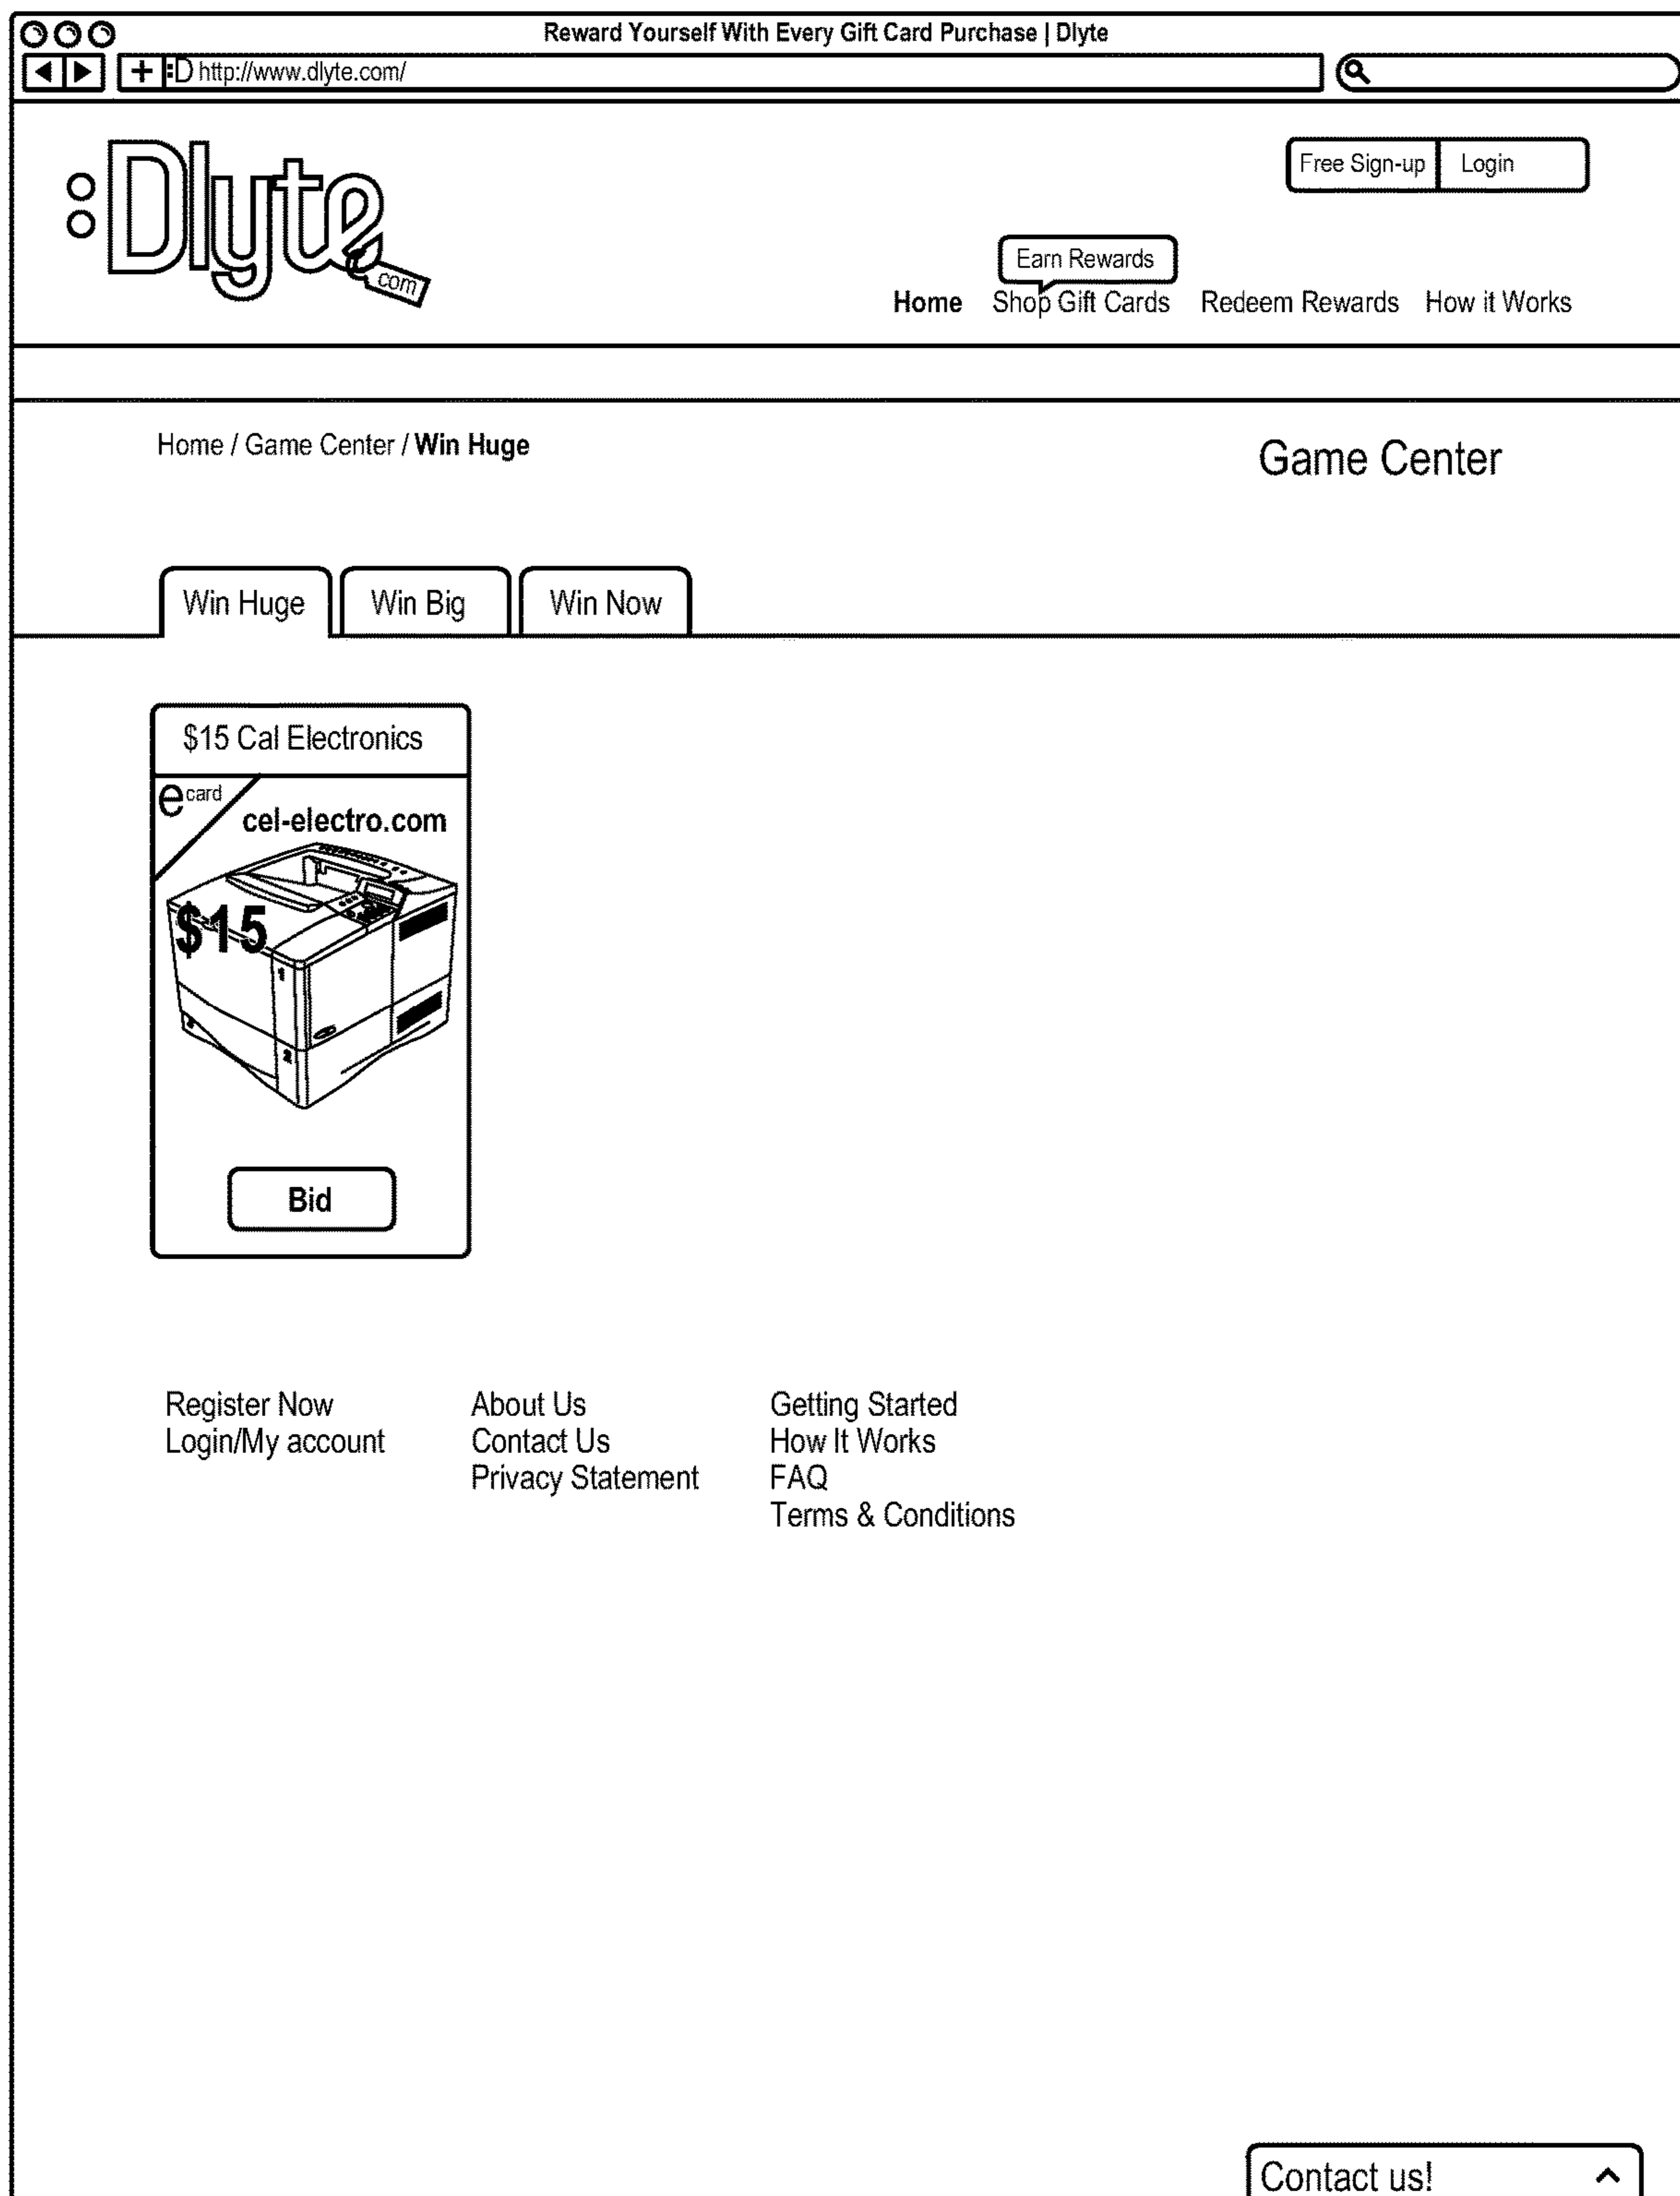 Reward Yourself With Every Gift Card Purchase | Dlyte
:D http://www.dlyte.com/
:Dlyte.com
Free Sign-up Login
Earn Rewards
Home Shop Gift Cards Redeem Rewards How it Works
Home / Game Center / Win Huge
Game Center
Win Huge Win Big Win Now
$15 Cal Electronics
ecard
cel-electro.com
$15
1
2
Bid
Register Now About Us Getting Started
Login/My account Contact Us How It Works
Privacy Statement FAQ
Terms & Conditions
Contact us!